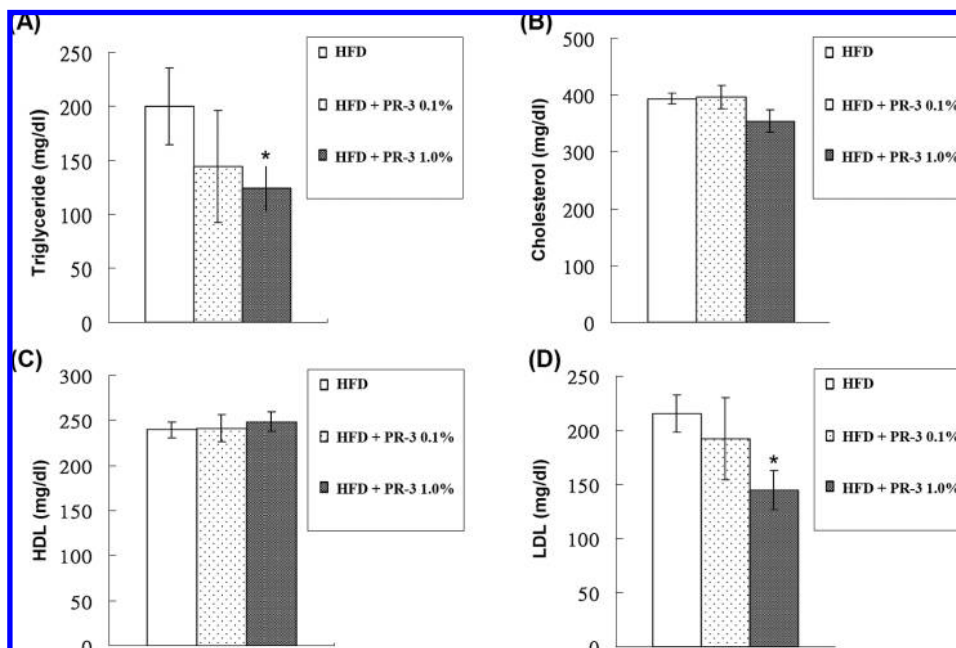 (A)
250
200
150
100
50
0
Triglyceride (mg/dl)
*
HFD
HFD + PR-3 0.1%
HFD + PR-3 1.0%
(B)
500
400
300
200
100
0
Cholesterol (mg/dl)
HFD
HFD + PR-3 0.1%
HFD + PR-3 1.0%
(C)
300
250
200
150
100
50
0
HDL (mg/dl)
HFD
HFD + PR-3 0.1%
HFD + PR-3 1.0%
(D)
250
200
150
100
50
0
LDL (mg/dl)
*
HFD
HFD + PR-3 0.1%
HFD + PR-3 1.0%